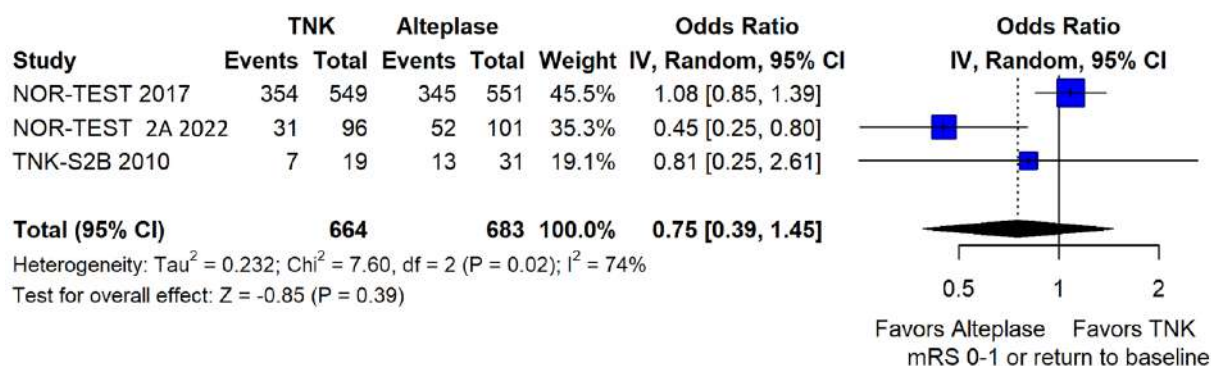 TNK Alteplase Odds Ratio Odds Ratio
Study Events Total Events Total Weight IV, Random, 95% CI IV, Random, 95% CI
NOR-TEST 2017 354 549 345 551 45.5% 1.08 [0.85, 1.39]
NOR-TEST 2A 2022 31 96 52 101 35.3% 0.45 [0.25, 0.80]
TNK-S2B 2010 7 19 13 31 19.1% 0.81 [0.25, 2.61]
Total (95% CI) 664 683 100.0% 0.75 [0.39, 1.45]
Heterogeneity: Tau² = 0.232; Chi² = 7.60, df = 2 (P = 0.02); I² = 74%
Test for overall effect: Z = -0.85 (P = 0.39)
0.5 1 2
Favors Alteplase Favors TNK
mRS 0-1 or return to baseline